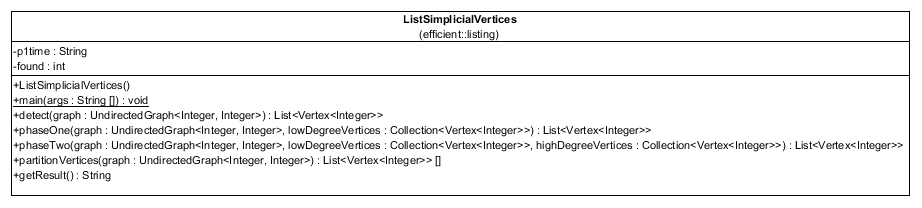 ListSimplicialVertices
(efficient::listing)
-p1time : String
-found : int
+ListSimplicialVertices()
+main(args : String []) : void
+detect(graph : UndirectedGraph<Integer, Integer>) : List<Vertex<Integer>>
+phaseOne(graph : UndirectedGraph<Integer, Integer>, lowDegreeVertices : Collection<Vertex<Integer>>) : List<Vertex<Integer>>
+phaseTwo(graph : UndirectedGraph<Integer, Integer>, lowDegreeVertices : Collection<Vertex<Integer>>, highDegreeVertices : Collection<Vertex<Integer>>) : List<Vertex<Integer>>
+partitionVertices(graph : UndirectedGraph<Integer, Integer>) : List<Vertex<Integer>> []
+getResult() : String